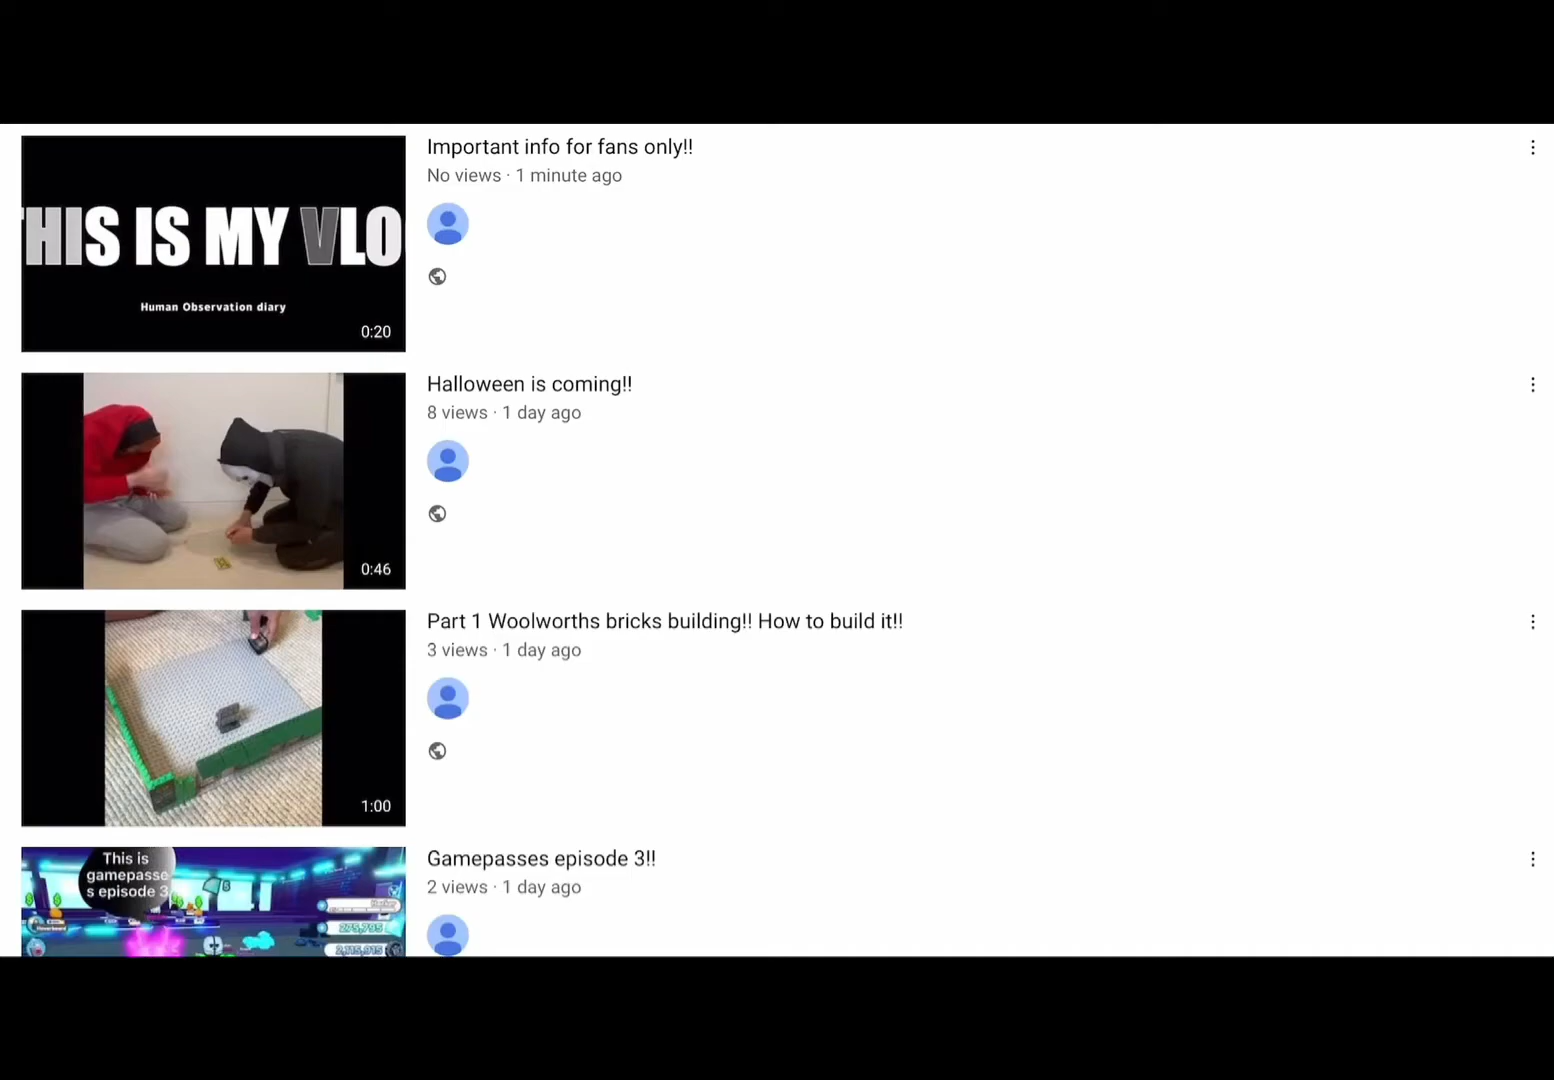 Important info for fans only!!
No views · 1 minute ago
HIS IS MY VLO
Human Observation diary
0:20
Halloween is coming!!
8 views · 1 day ago
0:46
Part 1 Woolworths bricks building!! How to build it!!
3 views · 1 day ago
1:00
Gamepasses episode 3!!
2 views · 1 day ago
This is
gamepasse
s episode 3
275,795